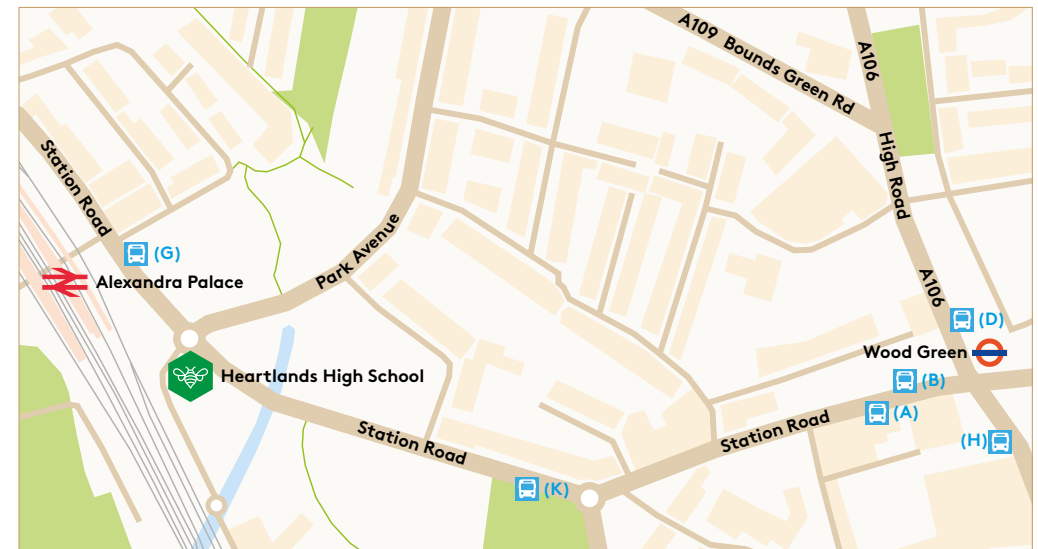 A109 Bounds Green Rd
A106
High Road
Station Road
Park Avenue
(G)
Alexandra Palace
A106
(D)
Wood Green
Heartlands High School
(B)
(A)
Station Road
Station Road
(H)
(K)